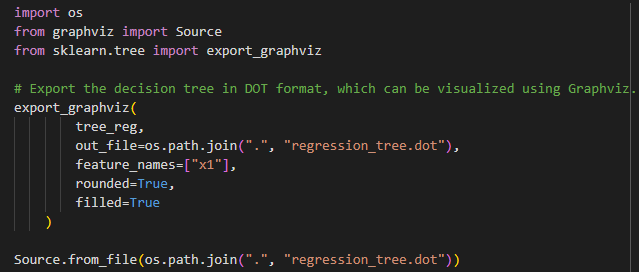 import os
from graphviz import Source
from sklearn.tree import export_graphviz

# Export the decision tree in DOT format, which can be visualized using Graphviz.
export_graphviz(
        tree_reg,
        out_file=os.path.join(".", "regression_tree.dot"),
        feature_names=["x1"],
        rounded=True,
        filled=True
    )

Source.from_file(os.path.join(".", "regression_tree.dot"))